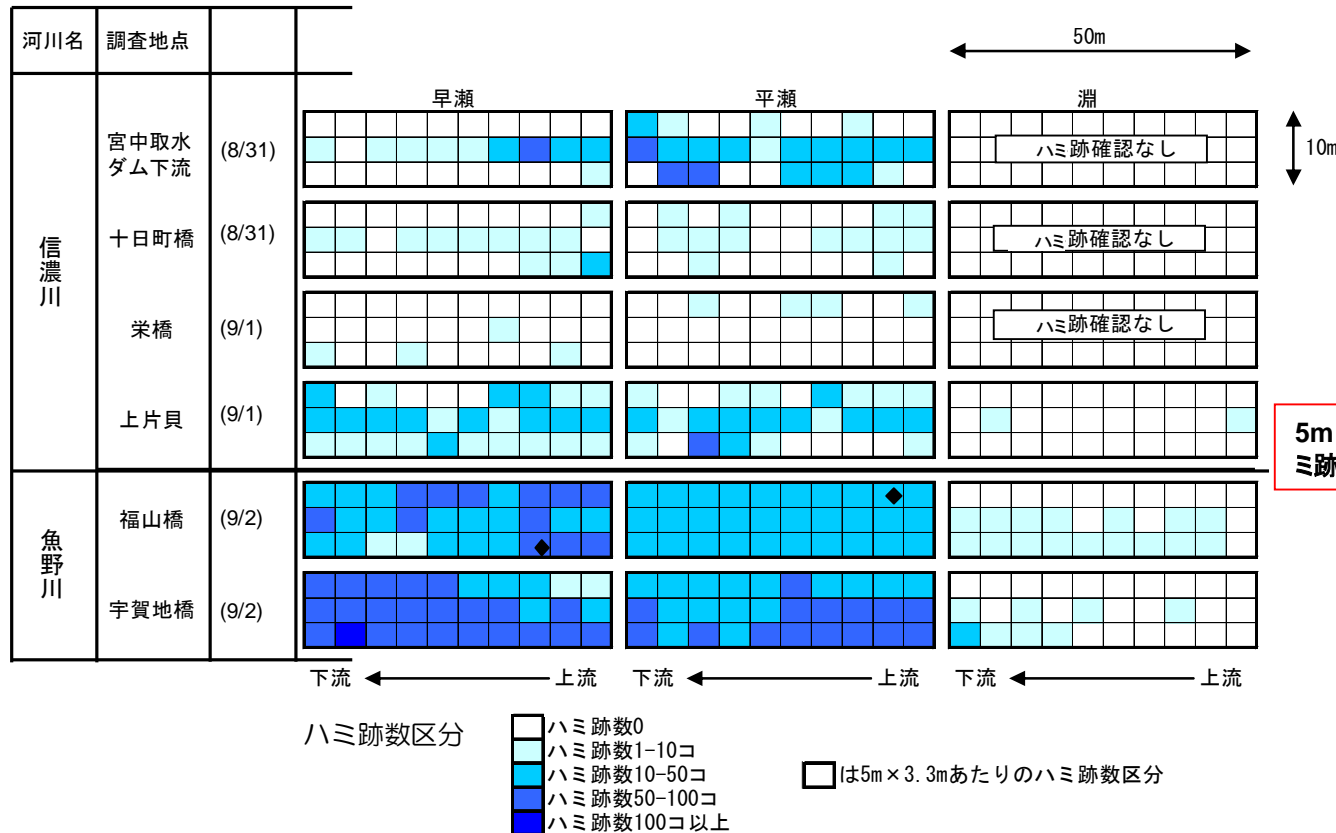 河川名 調査地点
50m
早瀬 平瀬 淵
10m
信濃川
宮中取水
ダム下流
(8/31)
ハミ跡確認なし
十日町橋 (8/31)
ハミ跡確認なし
栄橋 (9/1)
ハミ跡確認なし
上片貝 (9/1)
5m
ミ跡
魚野川
福山橋 (9/2)
宇賀地橋 (9/2)
下流 上流 下流 上流 下流 上流
ハミ跡数区分
ハミ跡数0
ハミ跡数1-10コ
ハミ跡数10-50コ
ハミ跡数50-100コ
ハミ跡数100コ以上
は5m×3.3mあたりのハミ跡数区分